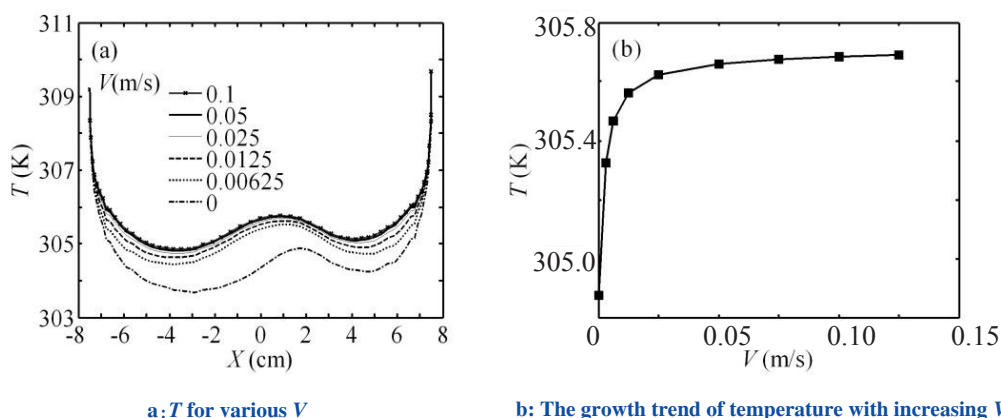 311
309
307
305
303
T (K)
(a)
V(m/s)
0.1
0.05
0.025
0.0125
0.00625
0
-8 -6 -4 -2 0 2 4 6 8
X (cm)
305.8
305.4
305.0
T (K)
(b)
0 0.05 0.10 0.15
V (m/s)
a:T for various V
b: The growth trend of temperature with increasing V